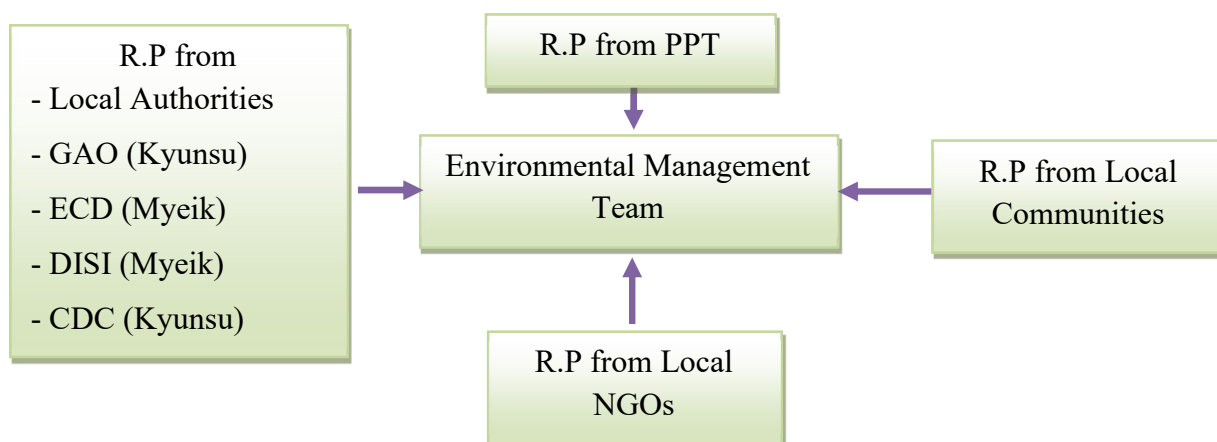 R.P from
- Local Authorities
- GAO (Kyunsu)
- ECD (Myeik)
- DISI (Myeik)
- CDC (Kyunsu)
R.P from PPT
Environmental Management
Team
R.P from Local
Communities
R.P from Local
NGOs